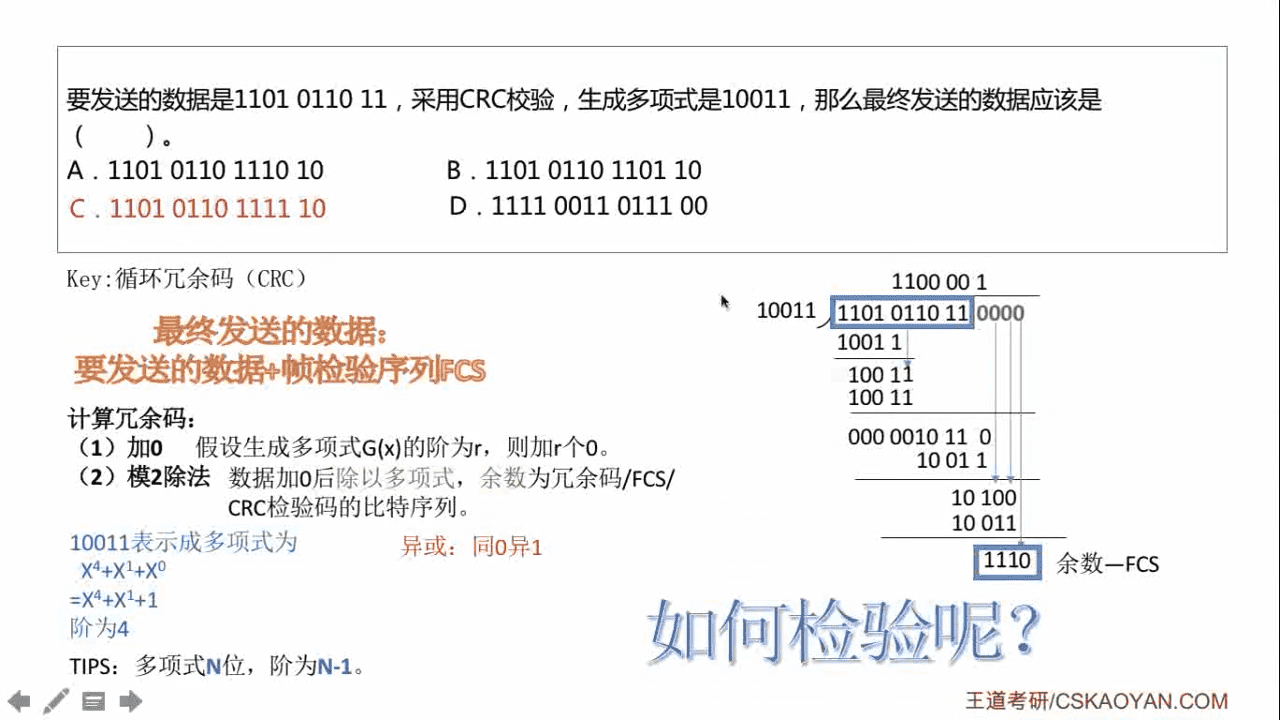 要发送的数据是1101 0110 11，采用CRC校验，生成多项式是10011，那么最终发送的数据应该是
（ ）。
A．1101 0110 1110 10 B．1101 0110 1101 10
C．1101 0110 1111 10 D．1111 0011 0111 00
Key:循环冗余码（CRC）
最终发送的数据：
要发送的数据+帧检验序列FCS
计算冗余码：
（1）加0 假设生成多项式G(x)的阶为r，则加r个0。
（2）模2除法 数据加0后除以多项式，余数为冗余码/FCS/
CRC检验码的比特序列。
10011表示成多项式为
X⁴+X¹+X⁰
=X⁴+X¹+1
阶为4
异或：同0异1
TIPS：多项式N位，阶为N-1。
1100 00 1
10011 1101 0110 11 0000
1001 1
100 11
100 11
000 0010 11 0
10 01 1
10 100
10 011
1110 余数—FCS
如何检验呢？
王道考研/CSKAOYAN.COM